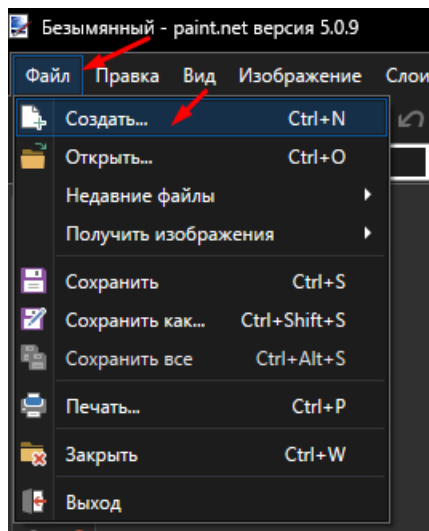 Безымянный - paint.net версия 5.0.9
Файл Правка Вид Изображение Слои
Создать... Ctrl+N
Открыть... Ctrl+O
Недавние файлы
Получить изображения
Сохранить Ctrl+S
Сохранить как... Ctrl+Shift+S
Сохранить все Ctrl+Alt+S
Печать... Ctrl+P
Закрыть Ctrl+W
Выход